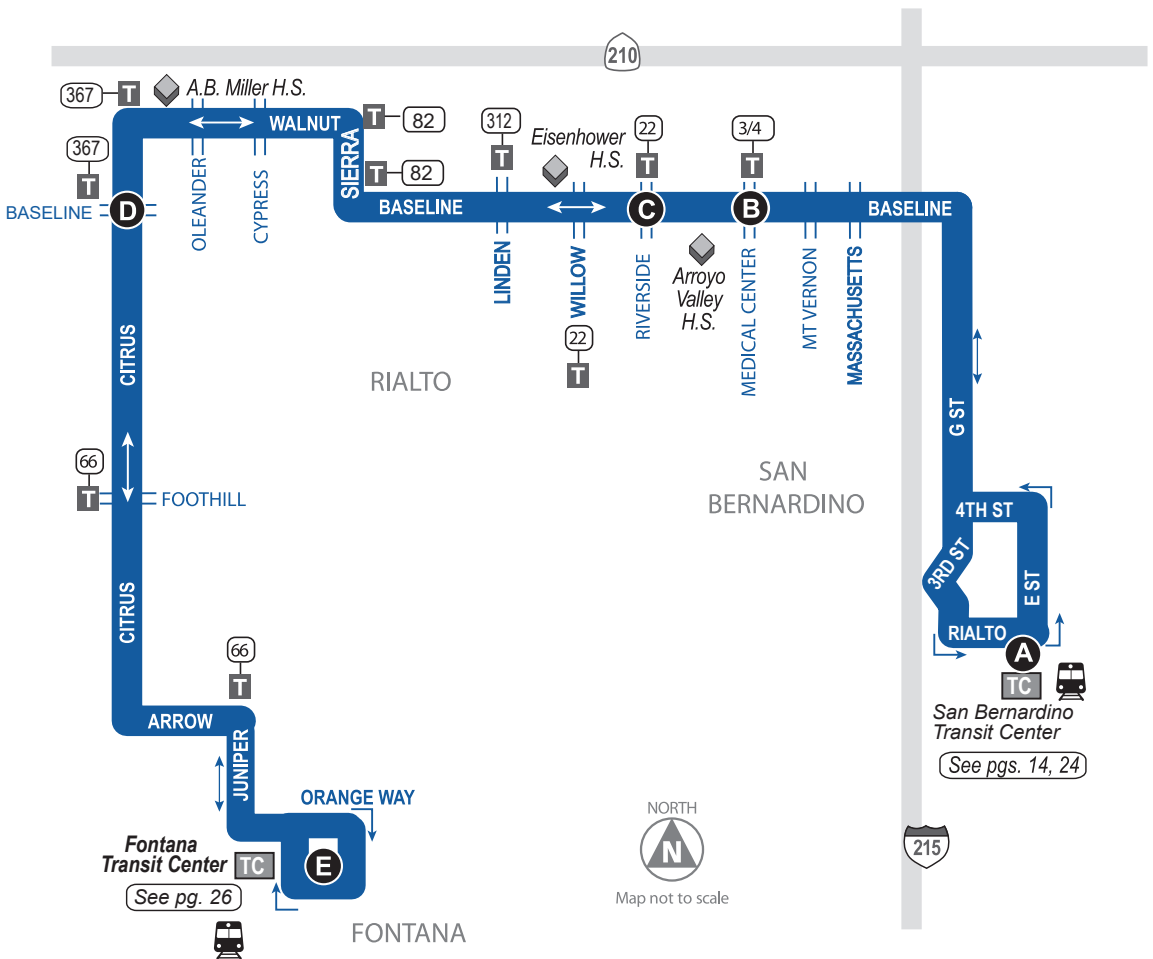 210
367
T
A.B. Miller H.S.
WALNUT
T
82
312
T
Eisenhower
H.S.
22
T
3/4
T
367
T
SIERRA
T
82
BASELINE
D
OLEANDER
CYPRESS
BASELINE
LINDEN
WILLOW
C
RIVERSIDE
B
MEDICAL CENTER
BASELINE
MT VERNON
MASSACHUSETTS
Arroyo
Valley
H.S.
22
T
CITRUS
RIALTO
G ST
66
T
FOOTHILL
SAN
BERNARDINO
4TH ST
3RD ST
E ST
CITRUS
RIALTO
A
TC
San Bernardino
Transit Center
See pgs. 14, 24
66
T
ARROW
JUNIPER
ORANGE WAY
Fontana
Transit Center
TC
E
See pg. 26
NORTH
N
Map not to scale
215
FONTANA